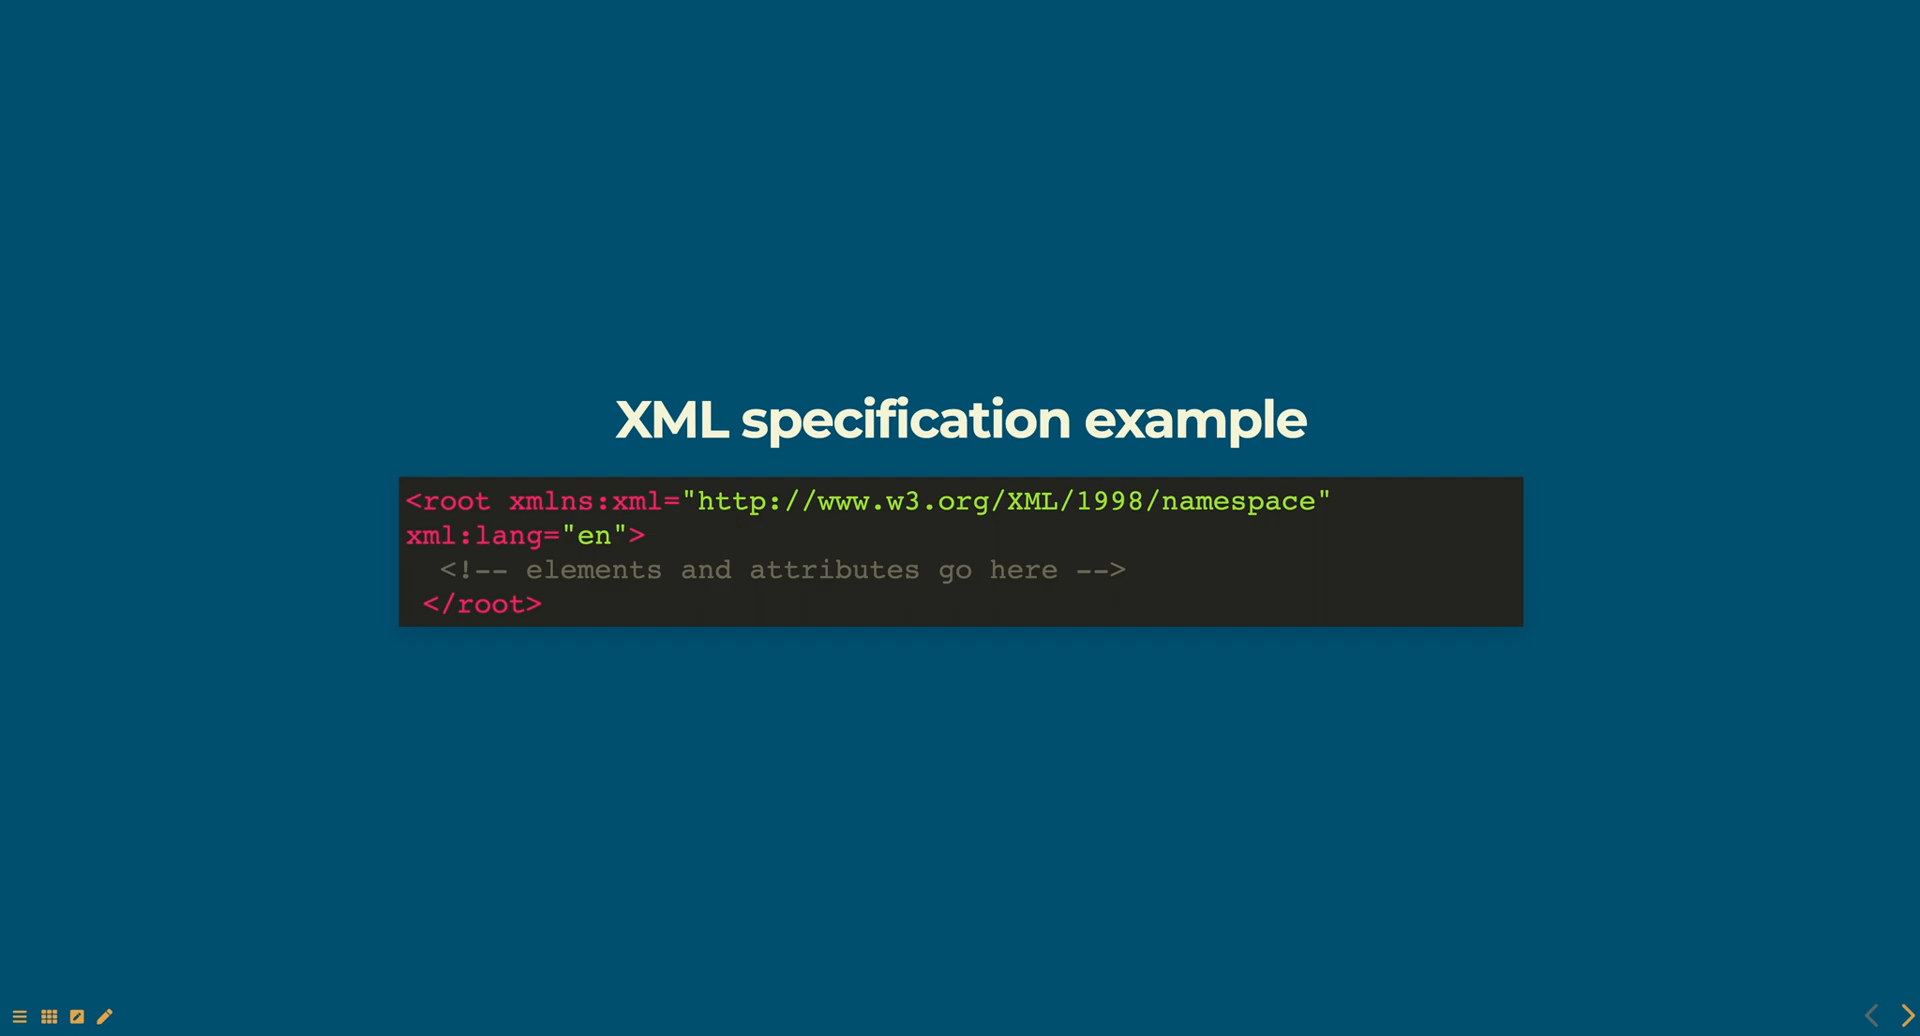 XML specification example
<root xmlns:xml="http://www.w3.org/XML/1998/namespace"
xml:lang="en">
  <!-- elements and attributes go here -->
 </root>